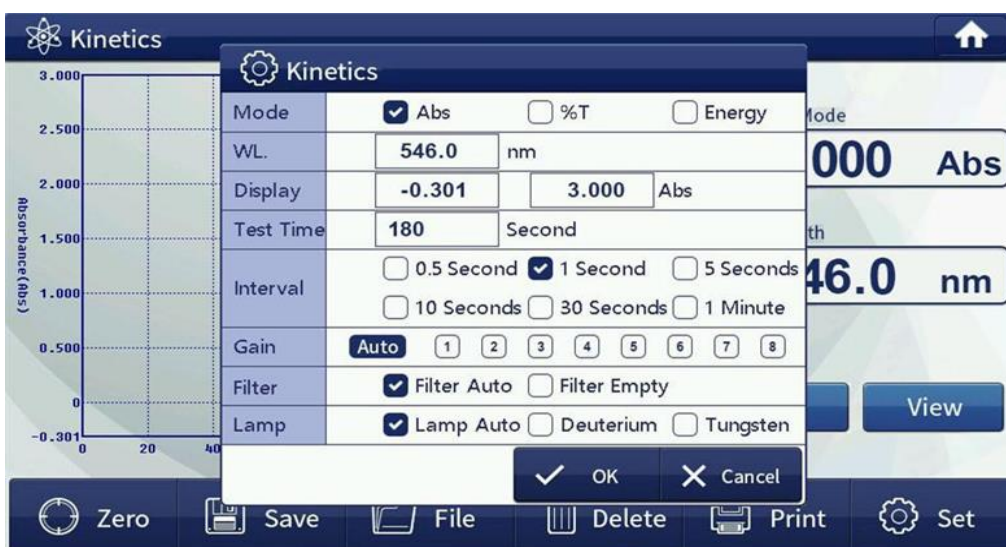 Kinetics
Kinetics
Mode Abs %T Energy
WL. 546.0 nm
Display -0.301 3.000 Abs
Test Time 180 Second
Interval 0.5 Second 1 Second 5 Seconds
10 Seconds 30 Seconds 1 Minute
Gain Auto 1 2 3 4 5 6 7 8
Filter Filter Auto Filter Empty
Lamp Lamp Auto Deuterium Tungsten
OK Cancel
3.000
2.500
2.000
1.500
1.000
0.500
0
-0.301
0 20 40
Absorbance(Abs)
Mode
000 Abs
th
46.0 nm
View
Zero Save File Delete Print Set